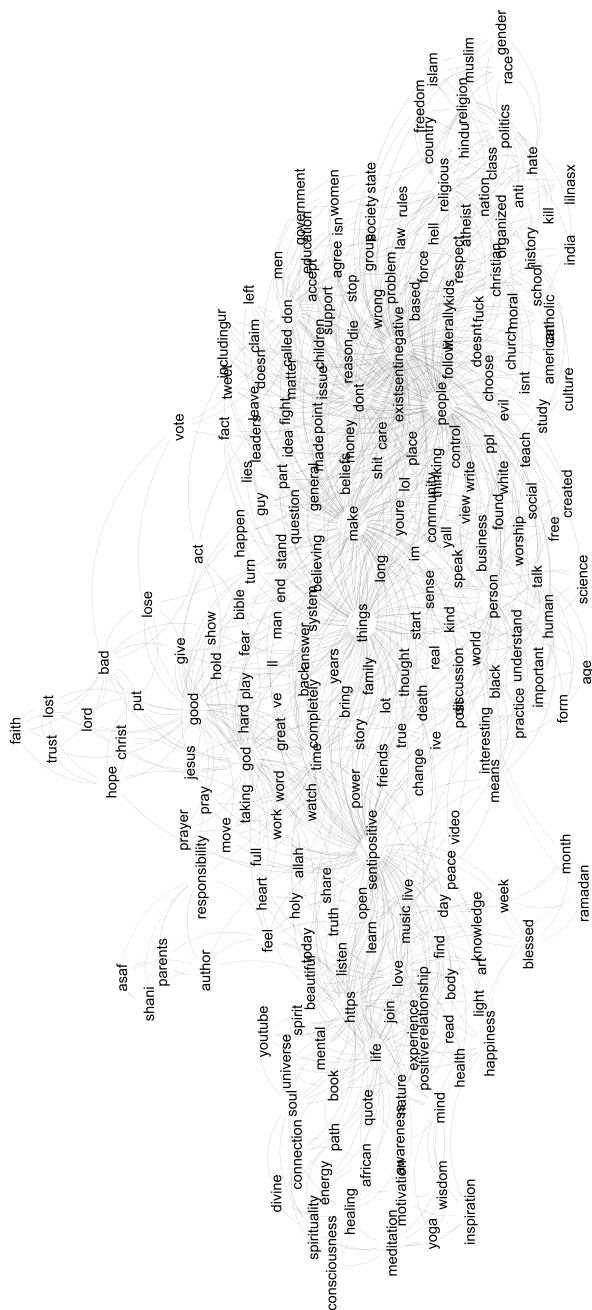 gender
muslim
race
islam
religion
freedom
country
hindu
politics
class
hate
lilnasx
state
women
government
religious
nation
anti
kill
organized
society
rules
isn
education
agree
group
law
hell
atheist
respect
christian
history
india
school
men
accept
stop
problem
force
left
don
support
wrong
based
kids
literally
fuck
doesnt
moral
catholic
church
american
includingur
claim
called
children
die
reason
sentinegative
exist
follow
choose
isnt
culture
tweet
doesn
matter
issue
dont
people
evil
study
vote
fact
leave
leaders
fight
idea
point
made
money
care
place
control
ppl
teach
lies
part
general
beliefs
shit
lol
thinking
community
write
white
found
social
created
guy
question
make
youre
yall
view
business
worship
free
act
happen
stand
believing
long
im
speak
talk
science
turn
end
system
sense
person
human
lose
bible
man
things
start
kind
world
understand
show
fear
answer
give
hold
ll
back
years
family
thought
real
discussion
black
important
age
bad
play
completely
bring
lot
death
post
practice
form
put
good
hard
ve
great
time
story
true
ive
interesting
faith
lost
lord
trust
christ
hope
jesus
god
taking
word
work
watch
power
friends
change
means
pray
prayer
move
responsibility
full
allah
sentipositive
video
peace
month
ramadan
heart
holy
share
truth
open
learn
music
live
day
week
knowledge
blessed
feel
today
beautiful
listen
love
find
art
asaf
parents
shani
author
https
join
relationship
positive
experience
body
light
read
happiness
health
youtube
spirit
universe
mental
life
soul
book
quote
nature
awareness
mind
connection
path
african
motivation
wisdom
inspiration
divine
energy
spirituality
healing
consciousness
meditation
yoga